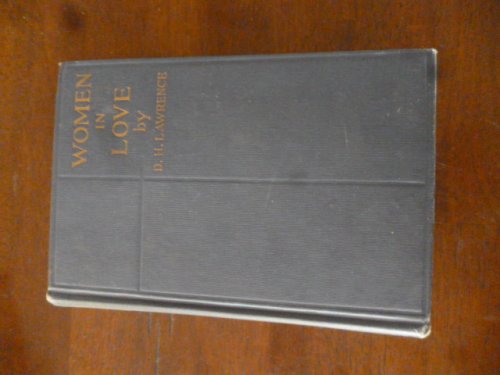 WOMEN
IN
LOVE
by
D. H. LAWRENCE